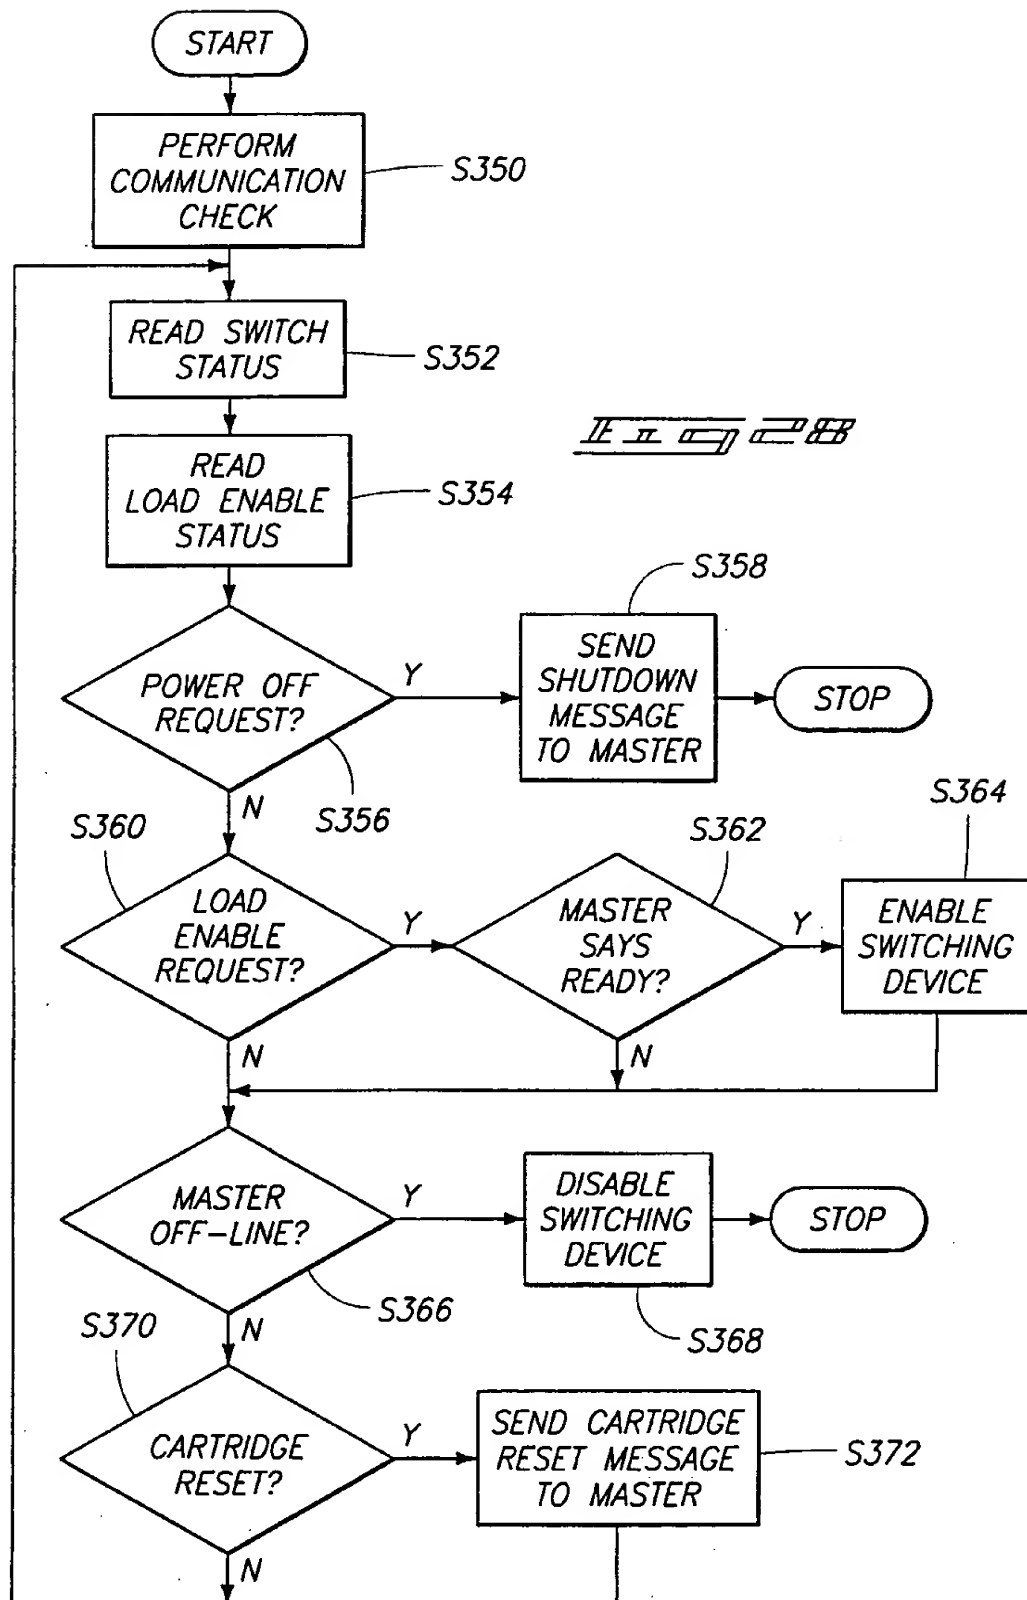 START
PERFORM
COMMUNICATION
CHECK
S350
READ SWITCH
STATUS
S352
Fig 28
READ
LOAD ENABLE
STATUS
S354
S358
SEND
SHUTDOWN
MESSAGE
TO MASTER
POWER OFF
REQUEST?
Y
STOP
N
S356
S360
S362
S364
LOAD
ENABLE
REQUEST?
Y
MASTER
SAYS
READY?
Y
ENABLE
SWITCHING
DEVICE
N
N
MASTER
OFF-LINE?
Y
DISABLE
SWITCHING
DEVICE
STOP
S366
S368
N
S370
CARTRIDGE
RESET?
Y
SEND CARTRIDGE
RESET MESSAGE
TO MASTER
S372
N